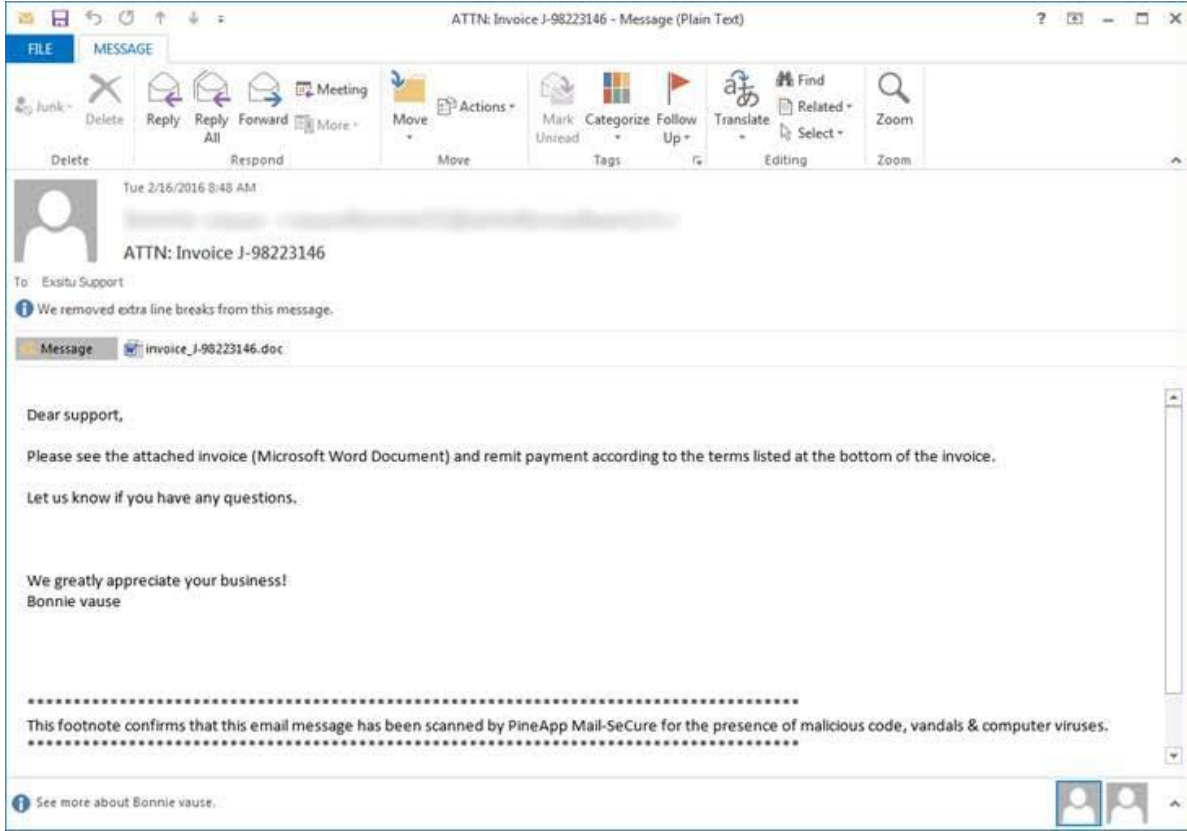 ATTN: Invoice J-98223146 - Message (Plain Text)
FILE MESSAGE
Junk
Delete
Reply
Reply All
Forward
Meeting
More
Move
Actions
Mark Unread
Categorize
Follow Up
Translate
Find
Related
Select
Zoom
Delete Respond Move Tags Editing Zoom
Tue 2/16/2016 8:48 AM
ATTN: Invoice J-98223146
To Exsitu Support
We removed extra line breaks from this message.
Message invoice_J-98223146.doc
Dear support,
Please see the attached invoice (Microsoft Word Document) and remit payment according to the terms listed at the bottom of the invoice.
Let us know if you have any questions.
We greatly appreciate your business!
Bonnie vause
This footnote confirms that this email message has been scanned by PineApp Mail-SeCure for the presence of malicious code, vandals & computer viruses.
See more about Bonnie vause.